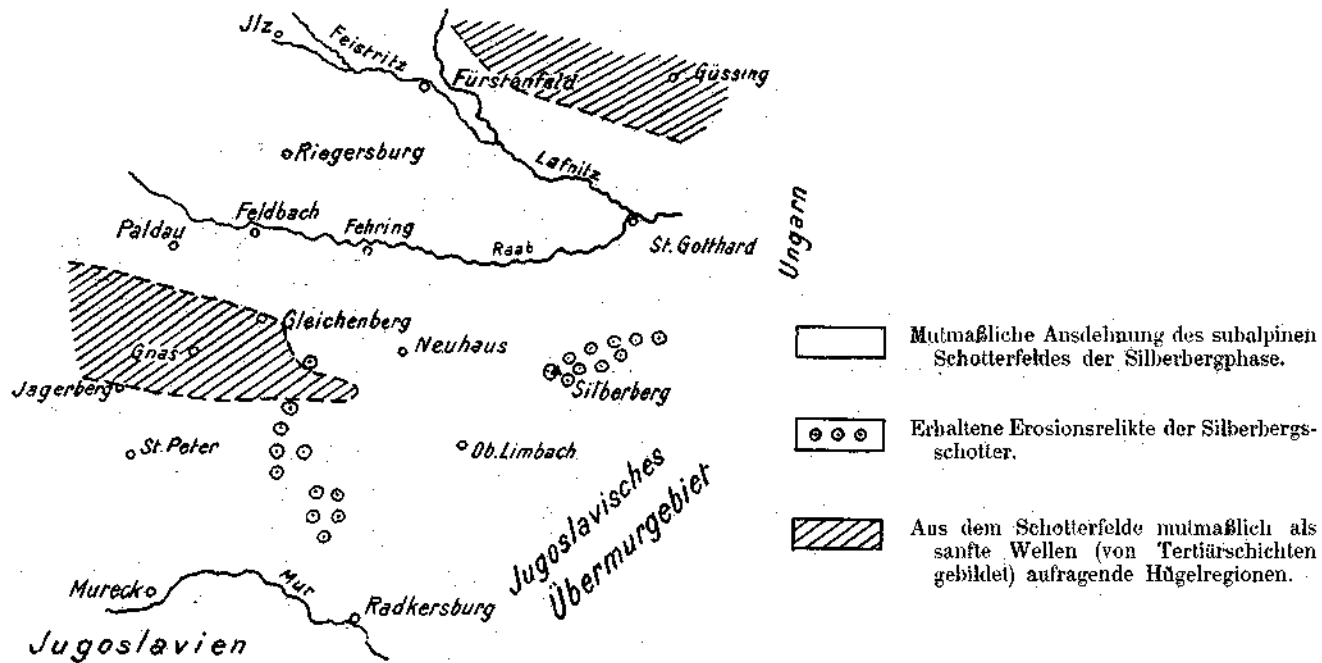 Jlz
Feistritz
Fürstenfeld
Güssing
Riegersburg
Lafnitz
Feldbach
Fehring
Paldau
Raab
St. Gotthard
Ungarn
Gleichenberg
Gnas
Neuhaus
Jagerberg
Silberberg
St. Peter
Ob. Limbach
Jugoslavisches
Übermurgebiet
Mureck
Mur
Radkersburg
Jugoslavien
Mutmaßliche Ausdehnung des subalpinen
Schotterfeldes der Silberbergphase.
Erhaltene Erosionsrelikte der Silberbergs-
schotter.
Aus dem Schotterfelde mutmaßlich als
sanfte Wellen (von Tertiärschichten
gebildet) aufragende Hügelregionen.